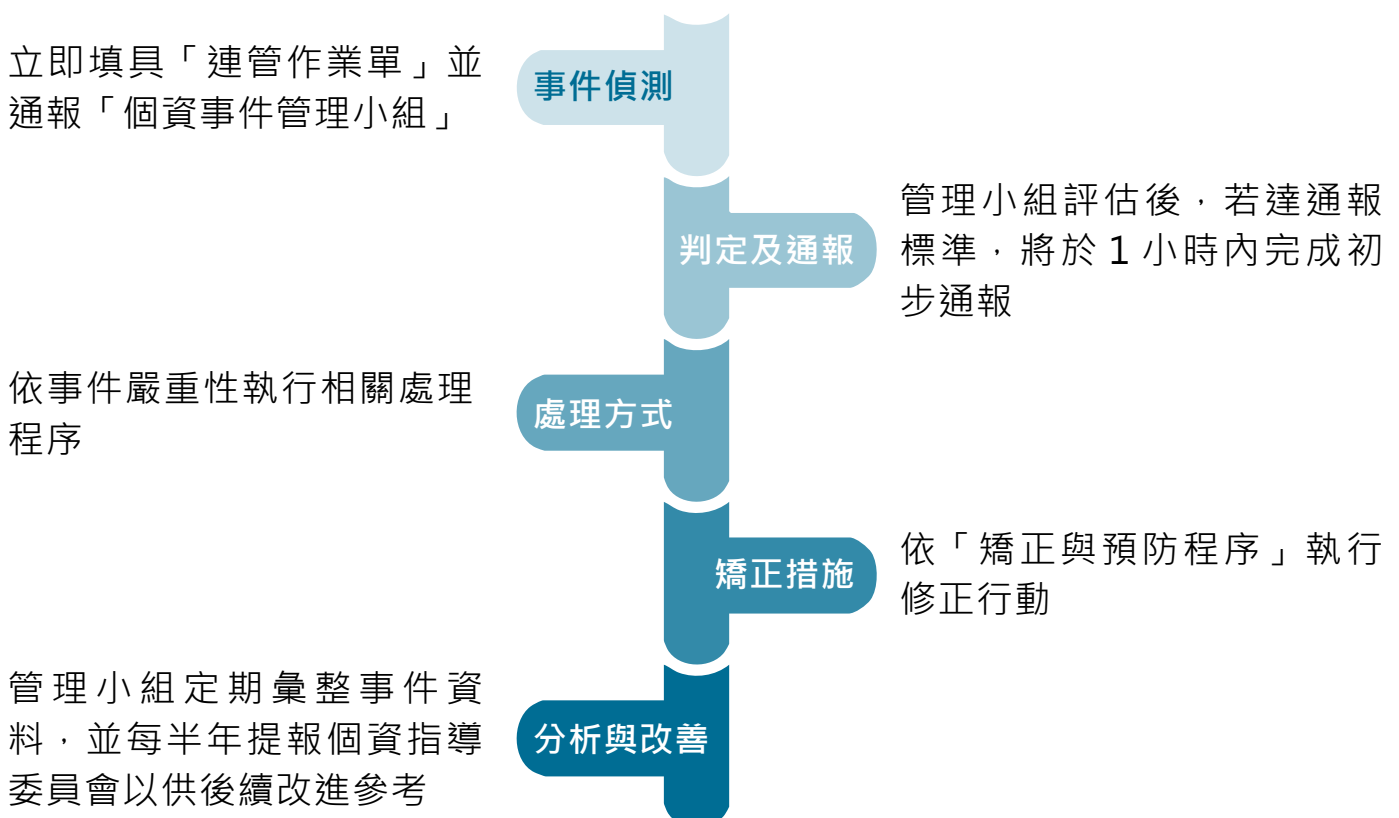 立即填具「連管作業單」並
通報「個資事件管理小組」
事件偵測
判定及通報
管理小組評估後，若達通報
標準，將於 1 小時內完成初
步通報
依事件嚴重性執行相關處理
程序
處理方式
矯正措施
依「矯正與預防程序」執行
修正行動
管理小組定期彙整事件資
料，並每半年提報個資指導
委員會以供後續改進參考
分析與改善